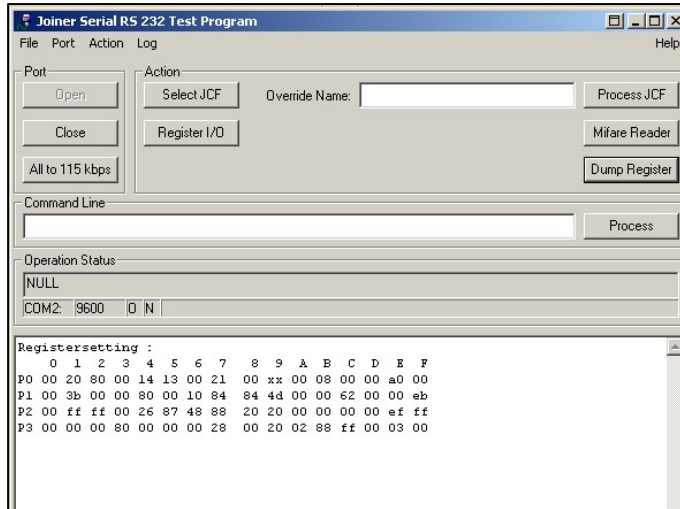 Joiner Serial RS 232 Test Program
File Port Action Log Help
Port Action
Open Select JCF Override Name: Process JCF
Close Register I/O Mifare Reader
All to 115 kbps Dump Register
Command Line
Process
Operation Status
NULL
COM2: 9600 O N
Registersetting :
0 1 2 3 4 5 6 7 8 9 A B C D E F
P0 00 20 80 00 14 13 00 21 00 xx 00 08 00 00 a0 00
P1 00 3b 00 00 80 00 10 84 84 4d 00 00 62 00 00 eb
P2 00 ff ff 00 26 87 48 88 20 20 00 00 00 00 ef ff
P3 00 00 00 80 00 00 00 28 00 20 02 88 ff 00 03 00